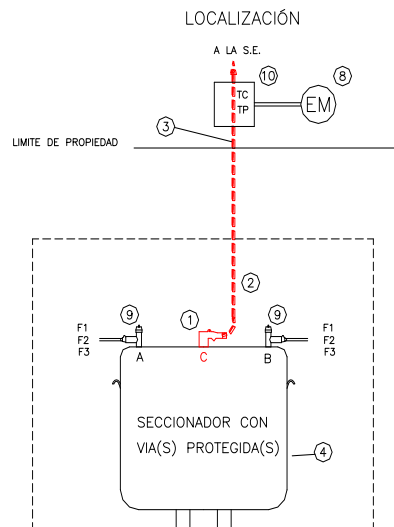 LOCALIZACIÓN
A LA S.E.
10
8
TC
TP
EM
3
LIMITE DE PROPIEDAD
2
1
9
9
F1
F2
F3
F1
F2
F3
A
C
B
SECCIONADOR CON
VIA(S) PROTEGIDA(S)
4